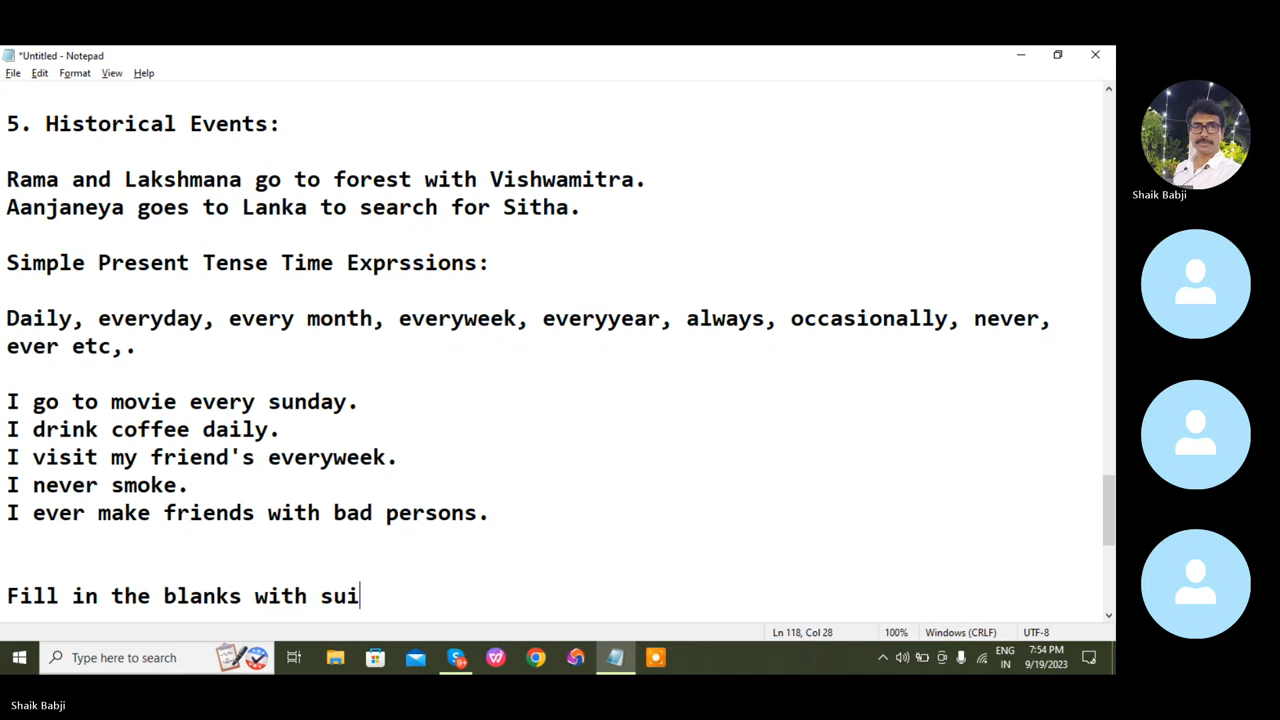 *Untitled - Notepad
File Edit Format View Help
5. Historical Events:
Rama and Lakshmana go to forest with Vishwamitra.
Aanjaneya goes to Lanka to search for Sitha.
Simple Present Tense Time Exprssions:
Daily, everyday, every month, everyweek, everyyear, always, occasionally, never,
ever etc,.
I go to movie every sunday.
I drink coffee daily.
I visit my friend's everyweek.
I never smoke.
I ever make friends with bad persons.
Fill in the blanks with sui
Ln 118, Col 28 100% Windows (CRLF) UTF-8
Type here to search
9+
ENG
IN
7:54 PM
9/19/2023
Shaik Babji
Shaik Babji